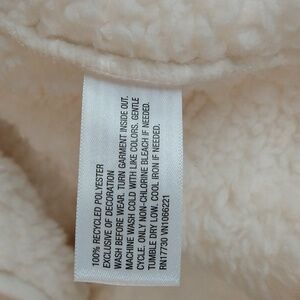 100% RECYCLED POLYESTER
EXCLUSIVE OF DECORATION
WASH BEFORE WEAR. TURN GARMENT INSIDE OUT.
MACHINE WASH COLD WITH LIKE COLORS. GENTLE
CYCLE. ONLY NON-CHLORINE BLEACH IF NEEDED.
TUMBLE DRY LOW. COOL IRON IF NEEDED.
RN17730 VN1066221